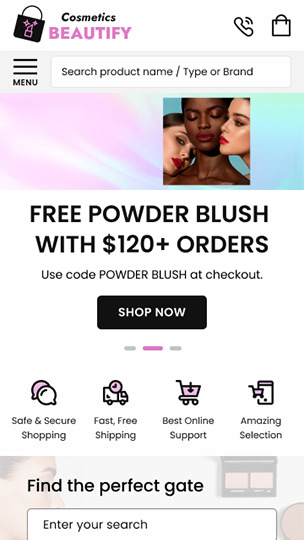 Cosmetics
BEAUTIFY
MENU
Search product name / Type or Brand
FREE POWDER BLUSH
WITH $120+ ORDERS
Use code POWDER BLUSH at checkout.
SHOP NOW
Safe & Secure
Shopping
Fast, Free
Shipping
Best Online
Support
Amazing
Selection
Find the perfect gate
Enter your search